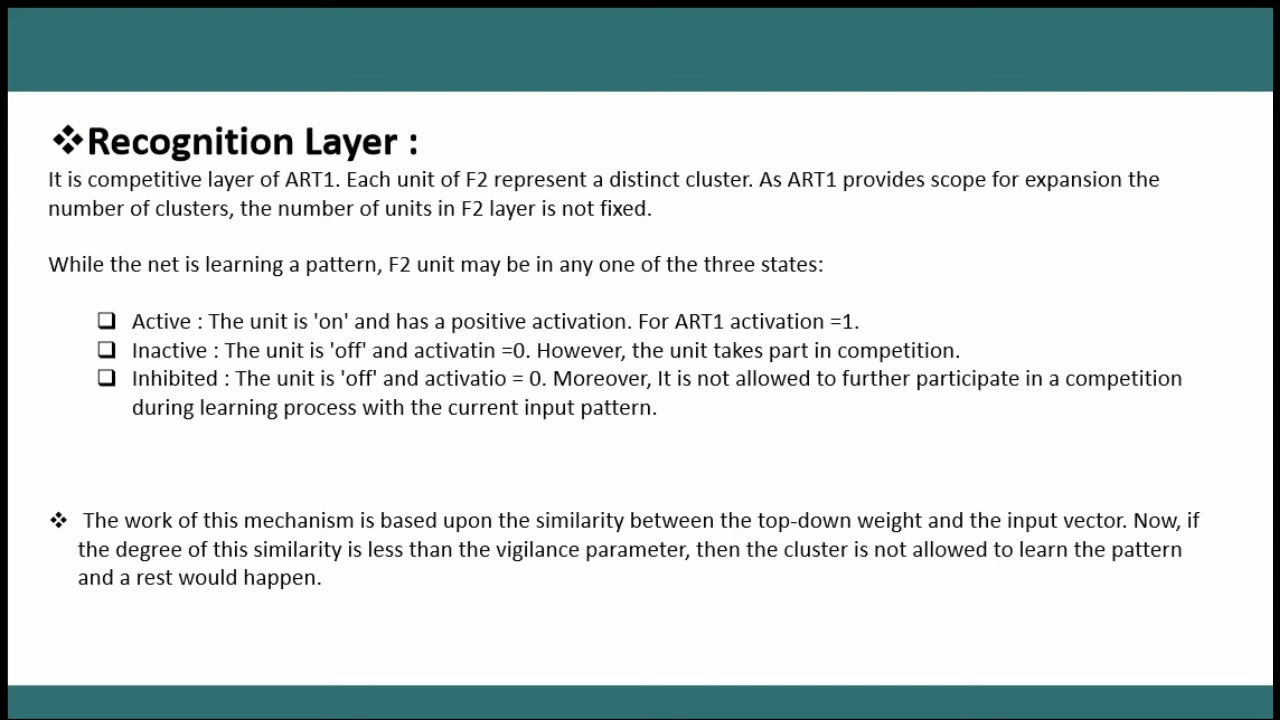 ❖Recognition Layer :
It is competitive layer of ART1. Each unit of F2 represent a distinct cluster. As ART1 provides scope for expansion the
number of clusters, the number of units in F2 layer is not fixed.
While the net is learning a pattern, F2 unit may be in any one of the three states:
❑ Active : The unit is 'on' and has a positive activation. For ART1 activation =1.
❑ Inactive : The unit is 'off' and activatin =0. However, the unit takes part in competition.
❑ Inhibited : The unit is 'off' and activatio = 0. Moreover, It is not allowed to further participate in a competition
during learning process with the current input pattern.
❖ The work of this mechanism is based upon the similarity between the top-down weight and the input vector. Now, if
the degree of this similarity is less than the vigilance parameter, then the cluster is not allowed to learn the pattern
and a rest would happen.